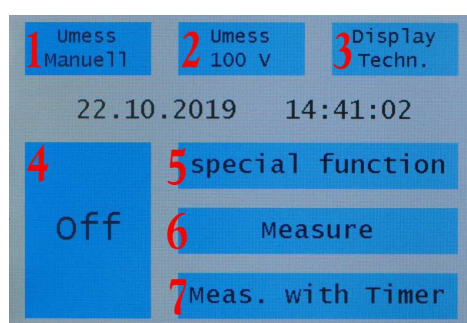 1 Umess Manuell
2 Umess 100 V
3 Display Techn.
22.10.2019 14:41:02
4 Off
5 special function
6 Measure
7 Meas. with Timer